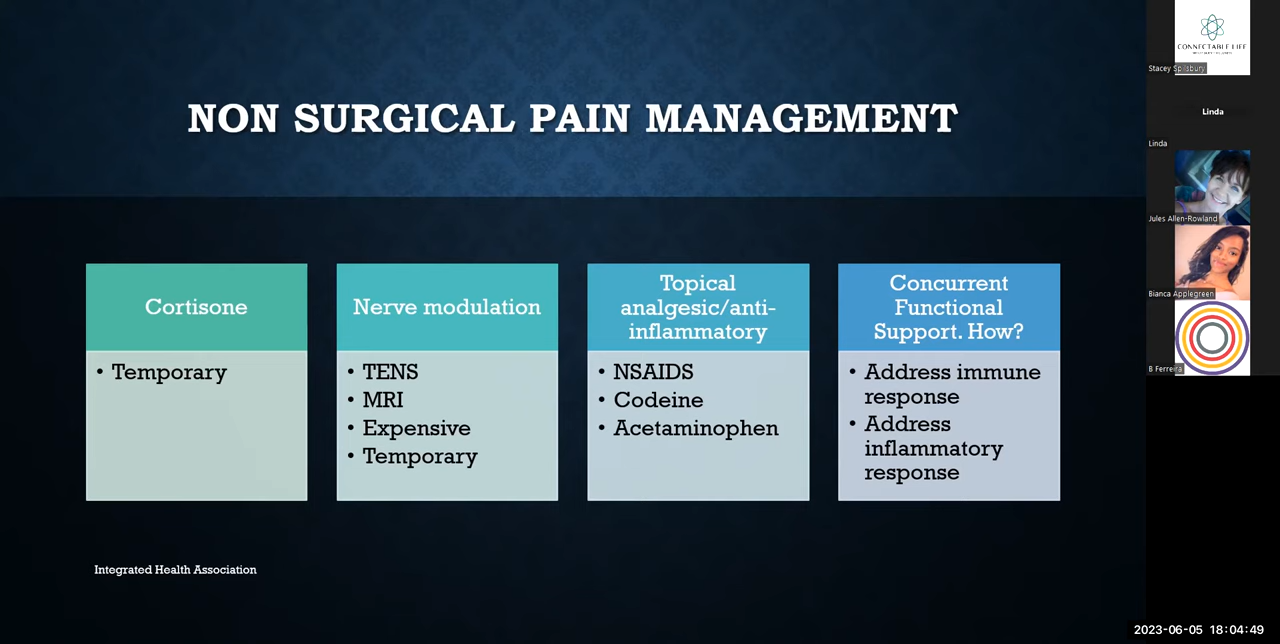 NON SURGICAL PAIN MANAGEMENT
Cortisone
• Temporary
Nerve modulation
• TENS
• MRI
• Expensive
• Temporary
Topical
analgesic/anti-
inflammatory
• NSAIDS
• Codeine
• Acetaminophen
Concurrent
Functional
Support. How?
• Address immune
response
• Address
inflammatory
response
Integrated Health Association
CONNECTABLE LIFE
Stacey Spilsbury
Linda
Linda
Jules Allen-Rowland
Bianca Applegreen
B Ferreira
2023-06-05 18:04:49